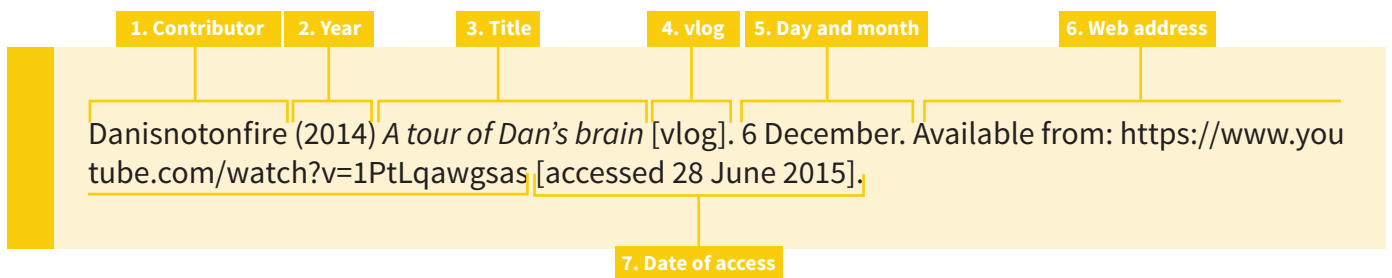 1. Contributor 2. Year 3. Title 4. vlog 5. Day and month 6. Web address
Danisnotonfire (2014) A tour of Dan’s brain [vlog]. 6 December. Available from: https://www.you
tube.com/watch?v=1PtLqawgsas [accessed 28 June 2015].
7. Date of access